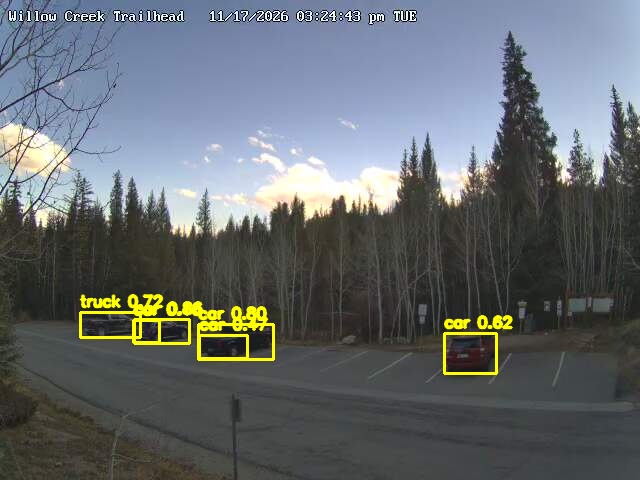 Willow Creek Trailhead 11/17/2026 03:24:43 pm TUE
truck 0.72
car 0.86
car 0.80
car 0.47
car 0.62